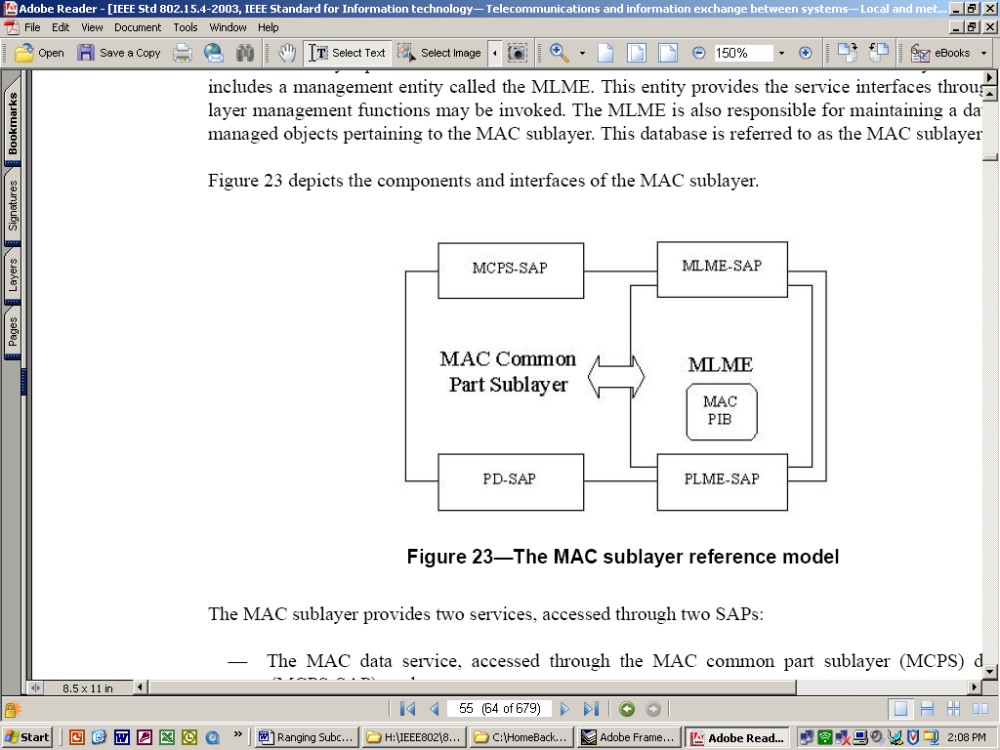 Adobe Reader - [IEEE Std 802.15.4-2003, IEEE Standard for Information technology— Telecommunications and information exchange between systems— Local and met...
File Edit View Document Tools Window Help
Open Save a Copy Select Text Select Image 150% eBooks
Bookmarks
Signatures
Layers
Pages
includes a management entity called the MLME. This entity provides the service interfaces throug
layer management functions may be invoked. The MLME is also responsible for maintaining a da
managed objects pertaining to the MAC sublayer. This database is referred to as the MAC sublayer
Figure 23 depicts the components and interfaces of the MAC sublayer.
MCPS-SAP MLME-SAP
MAC Common
Part Sublayer
MLME
MAC
PIB
PD-SAP PLME-SAP
Figure 23—The MAC sublayer reference model
The MAC sublayer provides two services, accessed through two SAPs:
— The MAC data service, accessed through the MAC common part sublayer (MCPS) d
8.5 x 11 in
55 (64 of 679)
Start Ranging Subc... H:\IEEE802\8... C:\HomeBack... Adobe Frame... Adobe Read... 2:08 PM